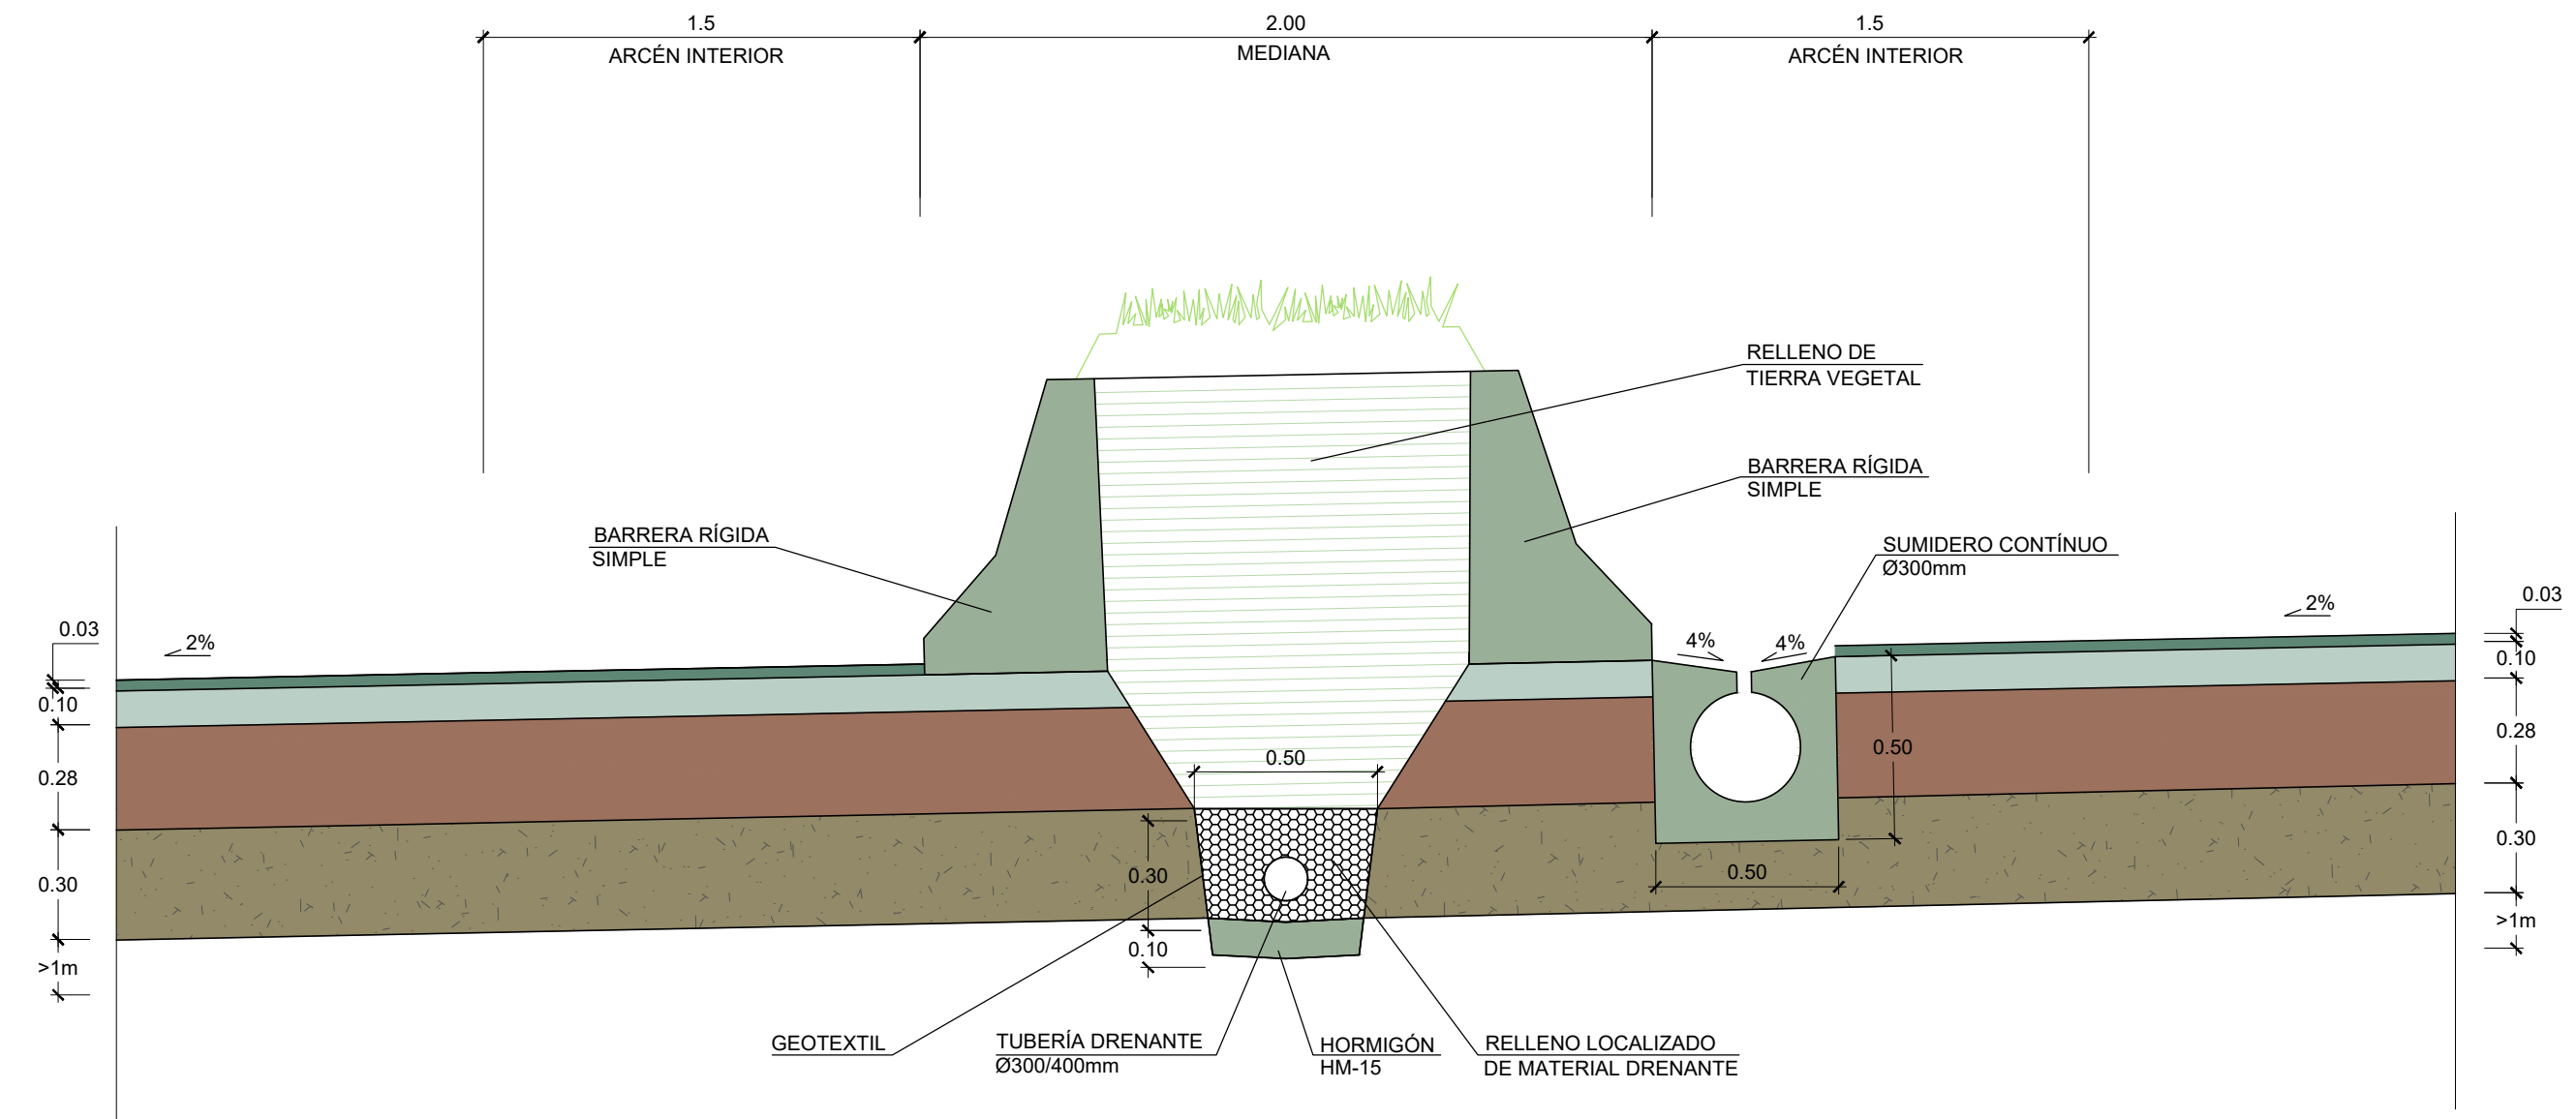 1.5
2.00
1.5
ARCÉN INTERIOR
MEDIANA
ARCÉN INTERIOR
RELLENO DE
TIERRA VEGETAL
BARRERA RÍGIDA
SIMPLE
BARRERA RÍGIDA
SIMPLE
SUMIDERO CONTÍNUO
Ø300mm
0.03
2%
4%
4%
2%
0.03
0.10
0.28
0.30
>1m
0.50
0.30
0.10
0.50
0.50
0.10
0.28
0.30
>1m
GEOTEXTIL
TUBERÍA DRENANTE
Ø300/400mm
HORMIGÓN
HM-15
RELLENO LOCALIZADO
DE MATERIAL DRENANTE